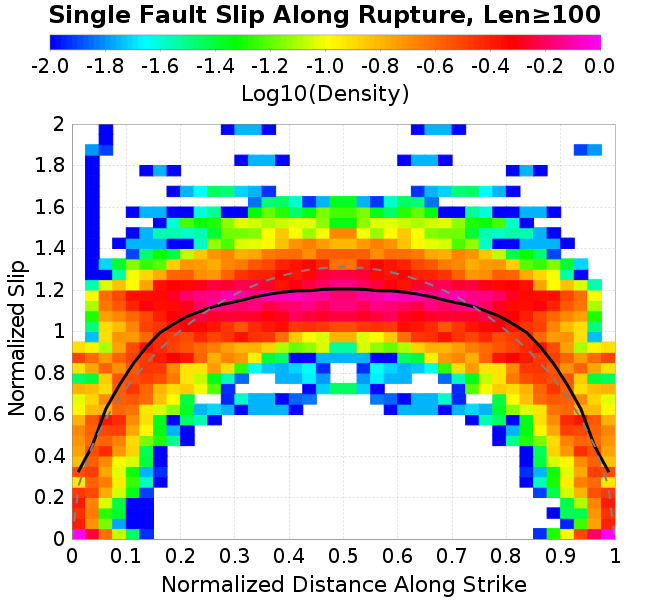 Single Fault Slip Along Rupture, Len≥100
-2.0 -1.8 -1.6 -1.4 -1.2 -1.0 -0.8 -0.6 -0.4 -0.2 0.0
Log10(Density)
Normalized Slip
2
1.8
1.6
1.4
1.2
1
0.8
0.6
0.4
0.2
0
0 0.1 0.2 0.3 0.4 0.5 0.6 0.7 0.8 0.9 1
Normalized Distance Along Strike